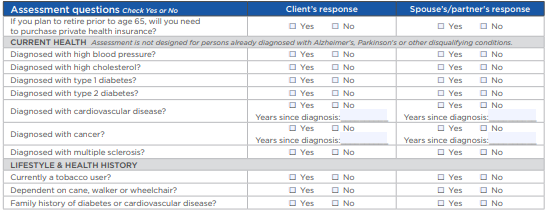 Assessment questions Check Yes or No Client's response Spouse's/partner's response
If you plan to retire prior to age 65, will you need
to purchase private health insurance? ☐ Yes ☐ No ☐ Yes ☐ No
CURRENT HEALTH Assessment is not designed for persons already diagnosed with Alzheimer's, Parkinson's or other disqualifying conditions.
Diagnosed with high blood pressure? ☐ Yes ☐ No ☐ Yes ☐ No
Diagnosed with high cholesterol? ☐ Yes ☐ No ☐ Yes ☐ No
Diagnosed with type 1 diabetes? ☐ Yes ☐ No ☐ Yes ☐ No
Diagnosed with type 2 diabetes? ☐ Yes ☐ No ☐ Yes ☐ No
Diagnosed with cardiovascular disease? ☐ Yes ☐ No ☐ Yes ☐ No
Years since diagnosis: Years since diagnosis:
Diagnosed with cancer? ☐ Yes ☐ No ☐ Yes ☐ No
Years since diagnosis: Years since diagnosis:
Diagnosed with multiple sclerosis? ☐ Yes ☐ No ☐ Yes ☐ No
LIFESTYLE & HEALTH HISTORY
Currently a tobacco user? ☐ Yes ☐ No ☐ Yes ☐ No
Dependent on cane, walker or wheelchair? ☐ Yes ☐ No ☐ Yes ☐ No
Family history of diabetes or cardiovascular disease? ☐ Yes ☐ No ☐ Yes ☐ No